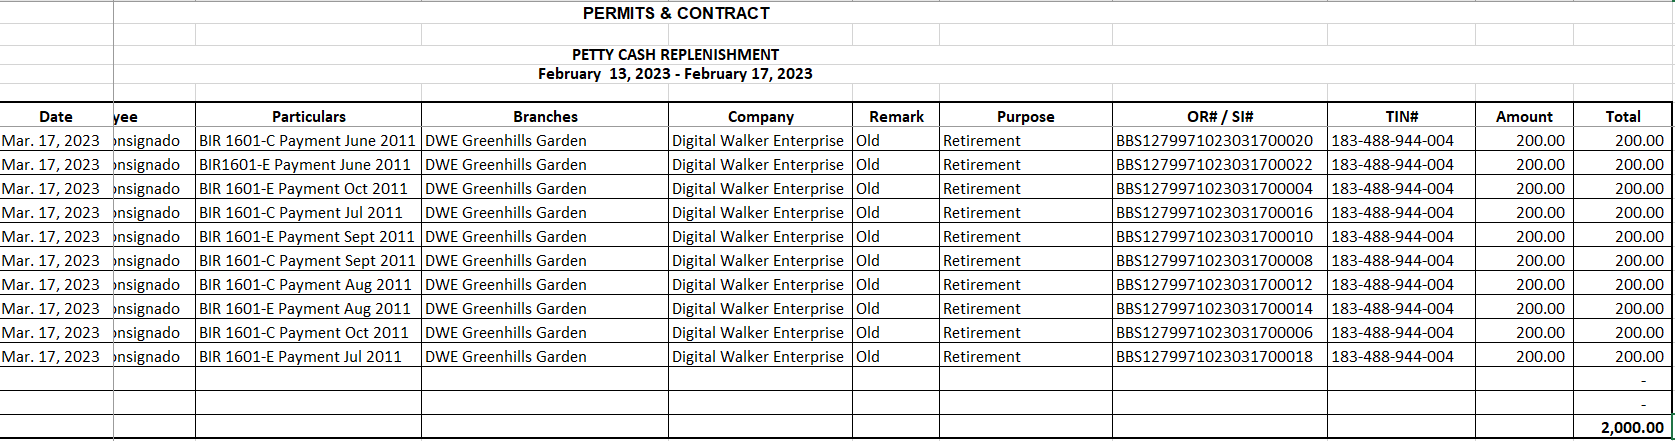 PERMITS & CONTRACT
PETTY CASH REPLENISHMENT
February  13, 2023 - February 17, 2023
Date yee Particulars Branches Company Remark Purpose OR# / SI# TIN# Amount Total
Mar. 17, 2023 onsignado BIR 1601-C Payment June 2011 DWE Greenhills Garden Digital Walker Enterprise Old Retirement BBS1279971023031700020 183-488-944-004 200.00 200.00
Mar. 17, 2023 onsignado BIR1601-E Payment June 2011 DWE Greenhills Garden Digital Walker Enterprise Old Retirement BBS1279971023031700022 183-488-944-004 200.00 200.00
Mar. 17, 2023 onsignado BIR 1601-E Payment Oct 2011 DWE Greenhills Garden Digital Walker Enterprise Old Retirement BBS1279971023031700004 183-488-944-004 200.00 200.00
Mar. 17, 2023 onsignado BIR 1601-C Payment Jul 2011 DWE Greenhills Garden Digital Walker Enterprise Old Retirement BBS1279971023031700016 183-488-944-004 200.00 200.00
Mar. 17, 2023 onsignado BIR 1601-E Payment Sept 2011 DWE Greenhills Garden Digital Walker Enterprise Old Retirement BBS1279971023031700010 183-488-944-004 200.00 200.00
Mar. 17, 2023 onsignado BIR 1601-C Payment Sept 2011 DWE Greenhills Garden Digital Walker Enterprise Old Retirement BBS1279971023031700008 183-488-944-004 200.00 200.00
Mar. 17, 2023 onsignado BIR 1601-C Payment Aug 2011 DWE Greenhills Garden Digital Walker Enterprise Old Retirement BBS1279971023031700012 183-488-944-004 200.00 200.00
Mar. 17, 2023 onsignado BIR 1601-E Payment Aug 2011 DWE Greenhills Garden Digital Walker Enterprise Old Retirement BBS1279971023031700014 183-488-944-004 200.00 200.00
Mar. 17, 2023 onsignado BIR 1601-C Payment Oct 2011 DWE Greenhills Garden Digital Walker Enterprise Old Retirement BBS1279971023031700006 183-488-944-004 200.00 200.00
Mar. 17, 2023 onsignado BIR 1601-E Payment Jul 2011 DWE Greenhills Garden Digital Walker Enterprise Old Retirement BBS1279971023031700018 183-488-944-004 200.00 200.00
-
-
2,000.00